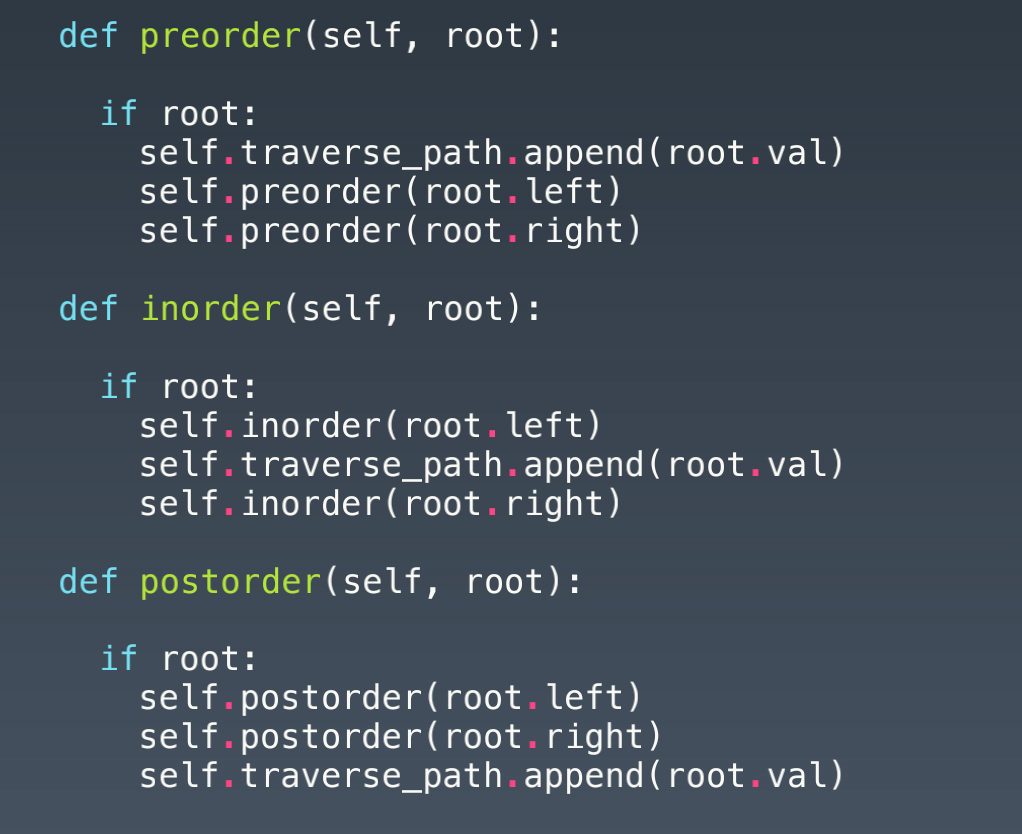 def preorder(self, root):
if root:
self.traverse_path.append(root.val)
self.preorder(root.left)
self.preorder(root.right)
def inorder(self, root):
if root:
self.inorder(root.left)
self.traverse_path.append(root.val)
self.inorder(root.right)
def postorder(self, root):
if root:
self.postorder(root.left)
self.postorder(root.right)
self.traverse_path.append(root.val)